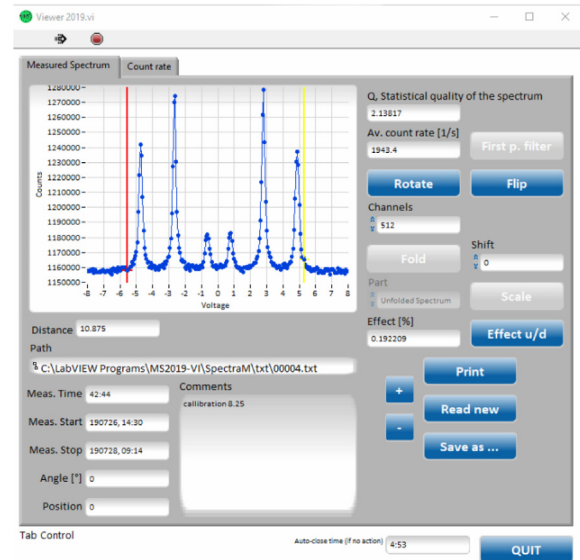 Viewer 2019.vi
Measured Spectrum
Count rate
1280000
1270000
1260000
1250000
1240000
1230000
1220000
1210000
1200000
1190000
1180000
1170000
1160000
1150000
Counts
-8 -7 -6 -5 -4 -3 -2 -1 0 1 2 3 4 5 6 7 8
Voltage
Q, Statistical quality of the spectrum
2.13817
Av. count rate [1/s]
1943.4
First p. filter
Rotate
Flip
Channels
512
Fold
Shift
0
Part
Unfolded Spectrum
Scale
Effect [%]
0.192209
Effect u/d
Distance 10.875
Path
C:\LabVIEW Programs\MS2019-VI\SpectraM\txt\00004.txt
Meas. Time 42:44
Meas. Start 190726, 14:30
Meas. Stop 190728, 09:14
Angle [°] 0
Position 0
Comments
callibration 8.25
Print
+
Read new
-
Save as ...
Tab Control
Auto-close time (if no action) 4:53
QUIT